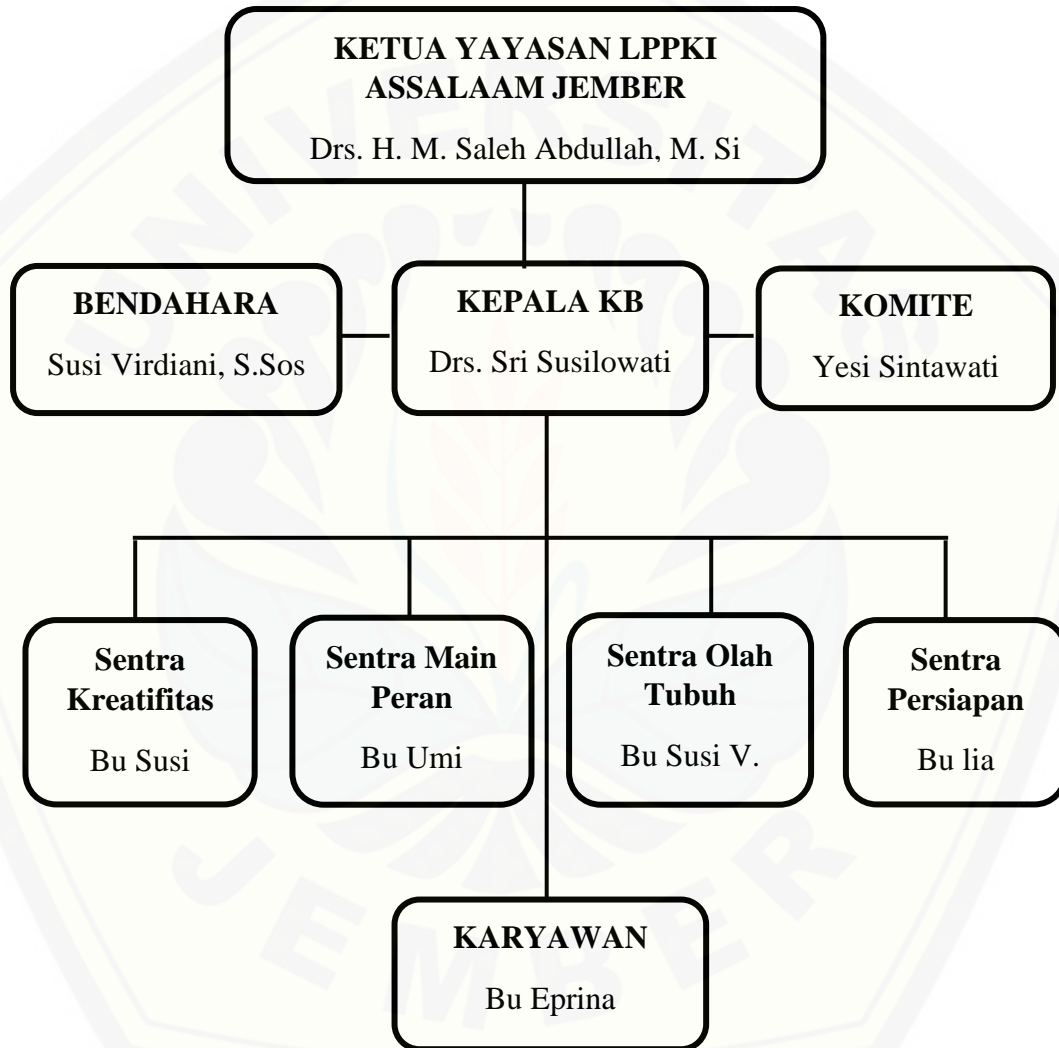 KETUA YAYASAN LPPKI
ASSALAAM JEMBER
Drs. H. M. Saleh Abdullah, M. Si
BENDAHARA
Susi Virdiani, S.Sos
KEPALA KB
Drs. Sri Susilowati
KOMITE
Yesi Sintawati
Sentra
Kreatifitas
Bu Susi
Sentra Main
Peran
Bu Umi
Sentra Olah
Tubuh
Bu Susi V.
Sentra
Persiapan
Bu lia
KARYAWAN
Bu Eprina
UNIVERSITAS
JEMBER